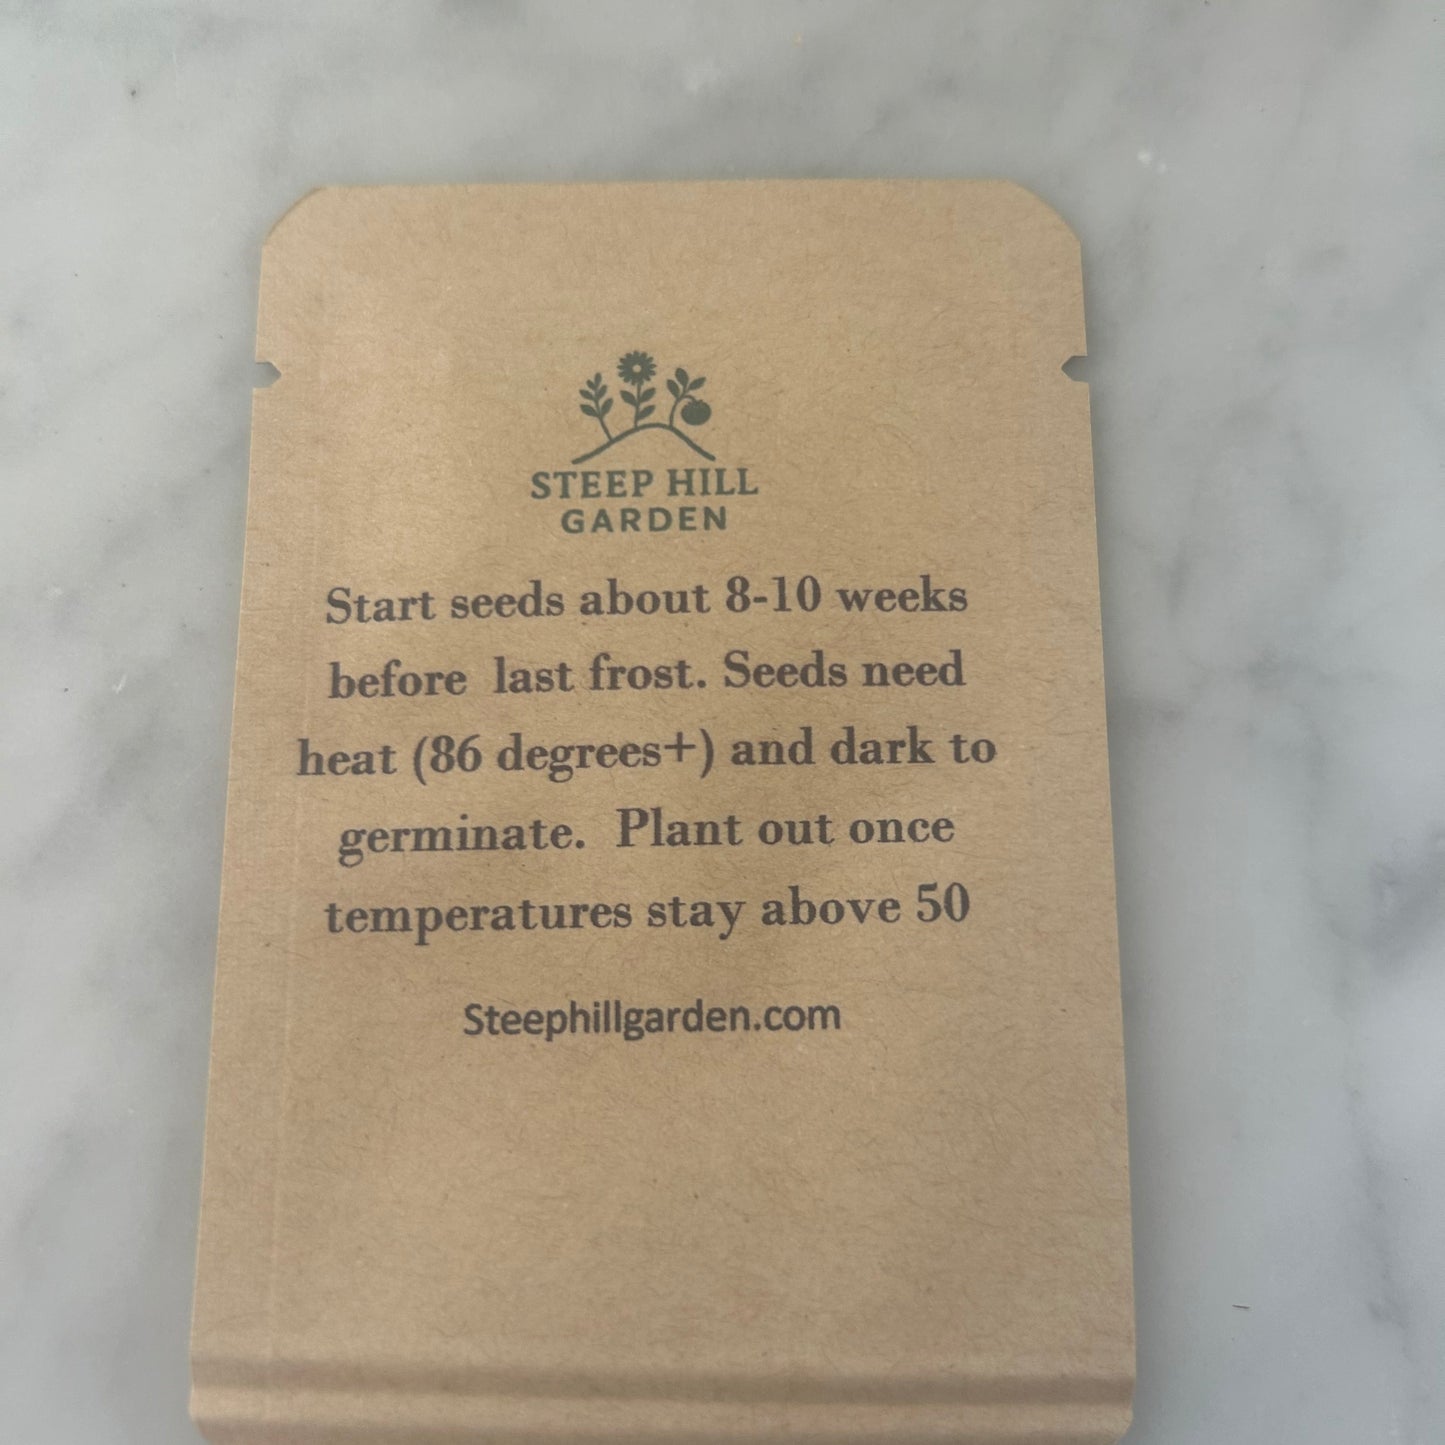 STEEP HILL
GARDEN
Start seeds about 8-10 weeks
before last frost. Seeds need
heat (86 degrees+) and dark to
germinate. Plant out once
temperatures stay above 50
Steephillgarden.com